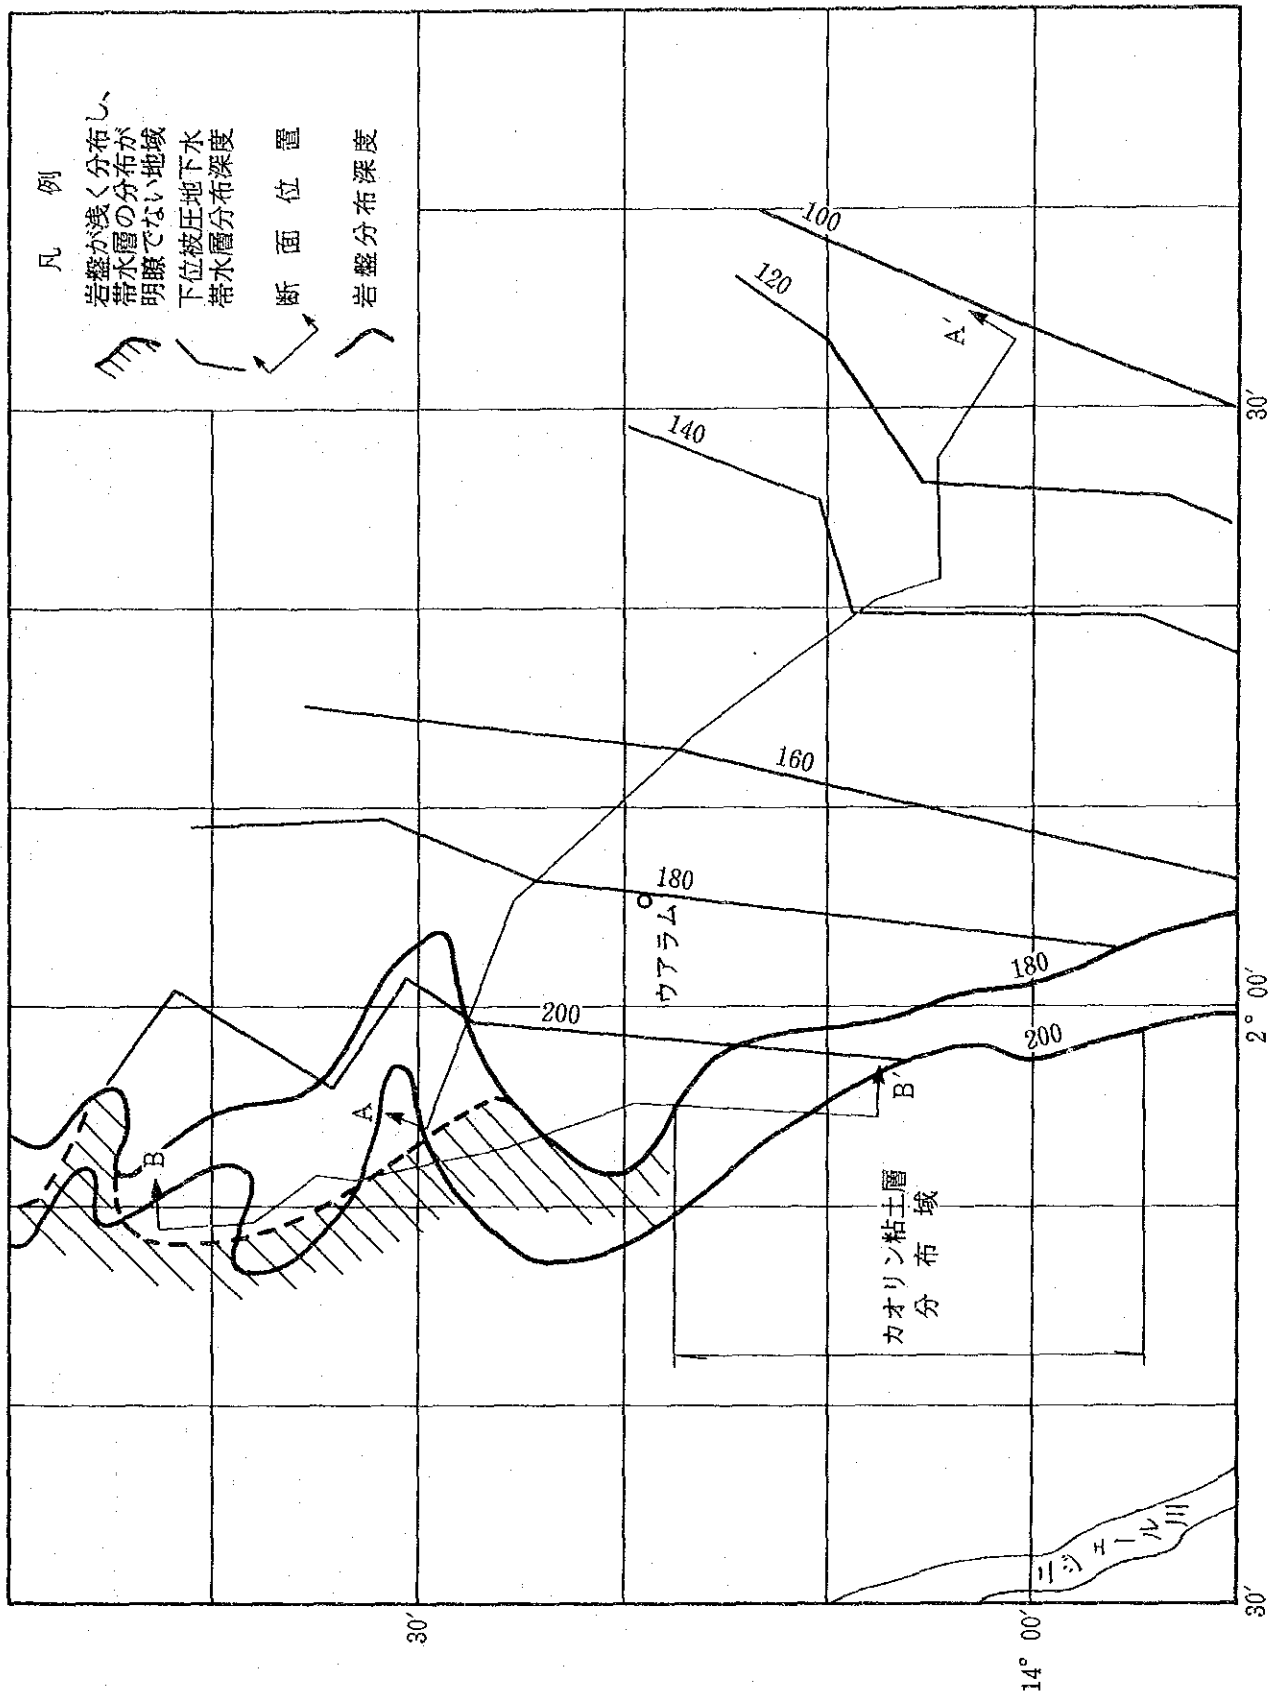 凡 例
岩盤が浅く分布し、
帯水層の分布が
明瞭でない地域
下位被圧地下水
帯水層分布深度
断 面 位 置
岩盤分布深度
100
120
140
160
180
200
180
200
A
A′
B
B′
ウアラム
カオリン粘土層
分 布 域
ニジェール川
30′
14° 00′
30′
2° 00′
30′